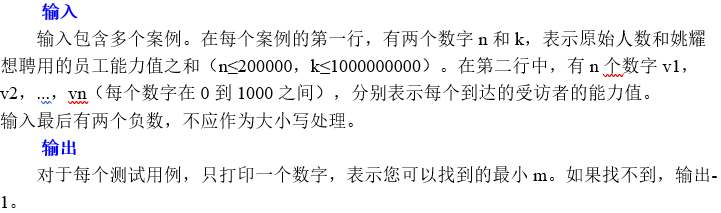 输入
输入包含多个案例。在每个案例的第一行，有两个数字 n 和 k，表示原始人数和姚耀
想聘用的员工能力值之和（n≤200000，k≤1000000000）。在第二行中，有 n 个数字 v1，
v2，...，vn（每个数字在 0 到 1000 之间），分别表示每个到达的受访者的能力值。
输入最后有两个负数，不应作为大小写处理。
输出
对于每个测试用例，只打印一个数字，表示您可以找到的最小 m。如果找不到，输出-
1。